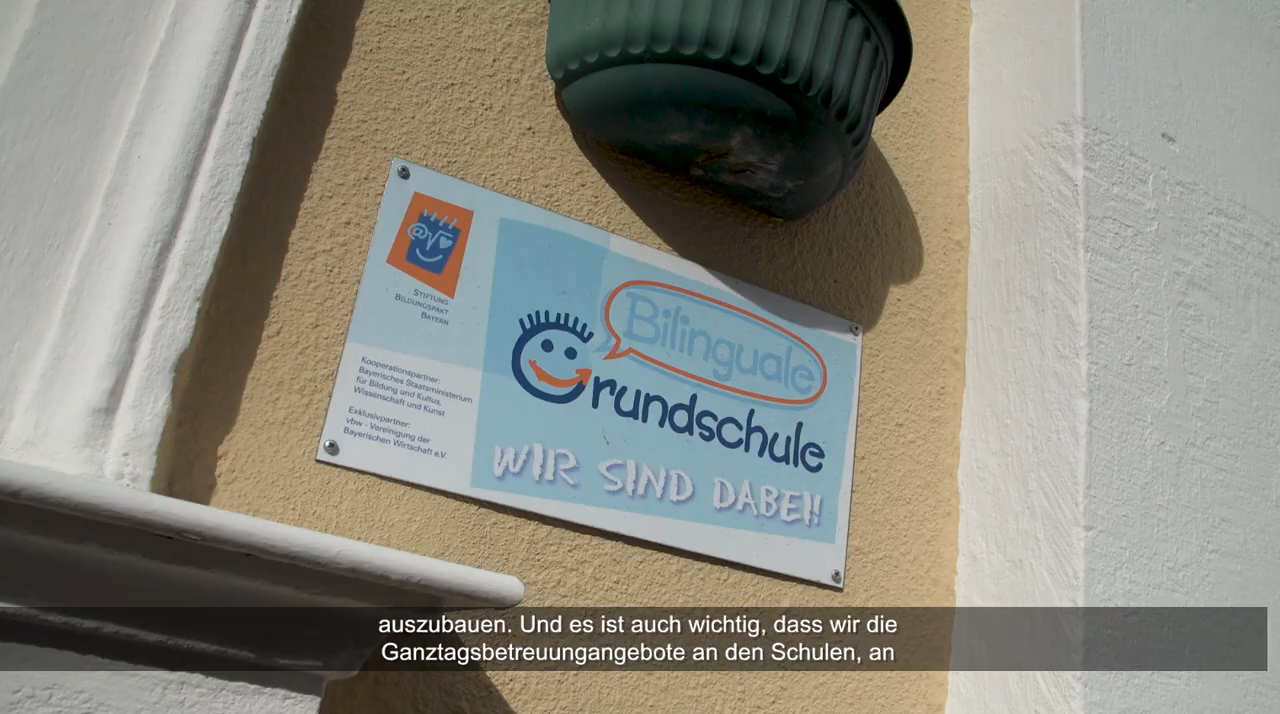 @√
STIFTUNG
BILDUNGSPAKT
BAYERN
Kooperationspartner:
Bayerisches Staatsministerium
für Bildung und Kultus,
Wissenschaft und Kunst
Exklusivpartner:
vbw - Vereinigung der
Bayerischen Wirtschaft e.V.
Bilinguale
Grundschule
WIR SIND DABEI!
auszubauen. Und es ist auch wichtig, dass wir die
Ganztagsbetreuungangebote an den Schulen, an